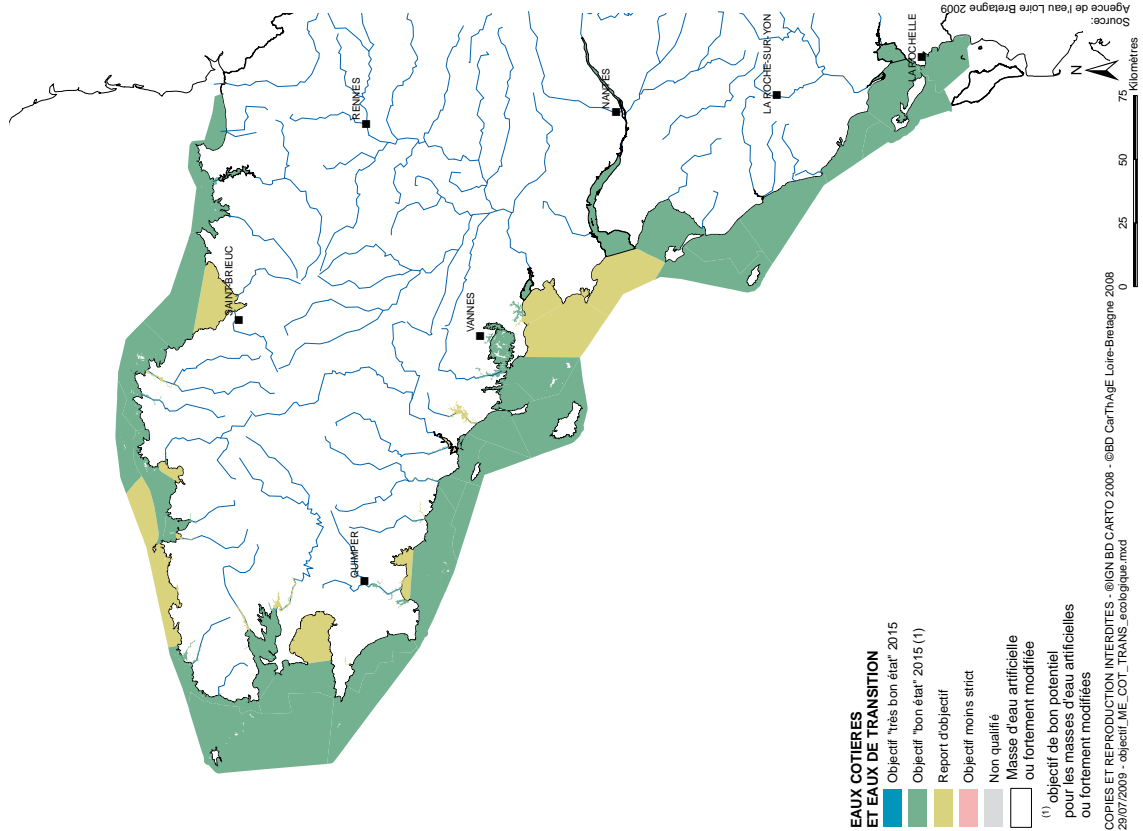 SAINT-BRIEUC
RENNES
QUIMPER
VANNES
NANTES
LA ROCHE-SUR-YON
LA ROCHELLE
EAUX COTIERES
ET EAUX DE TRANSITION
Objectif "très bon état" 2015
Objectif "bon état" 2015 (1)
Report d'objectif
Objectif moins strict
Non qualifié
Masse d'eau artificielle
ou fortement modifiée
(1) objectif de bon potentiel
pour les masses d'eau artificielles
ou fortement modifiées
0 25 50 75
Kilomètres
N
Source:
Agence de l'eau Loire Bretagne 2009
COPIES ET REPRODUCTION INTERDITES - ©IGN BD CARTO 2008 - ©BD CarThAgE Loire-Bretagne 2008
29/07/2009 - objectif_ME_COT_TRANS_ecologique.mxd